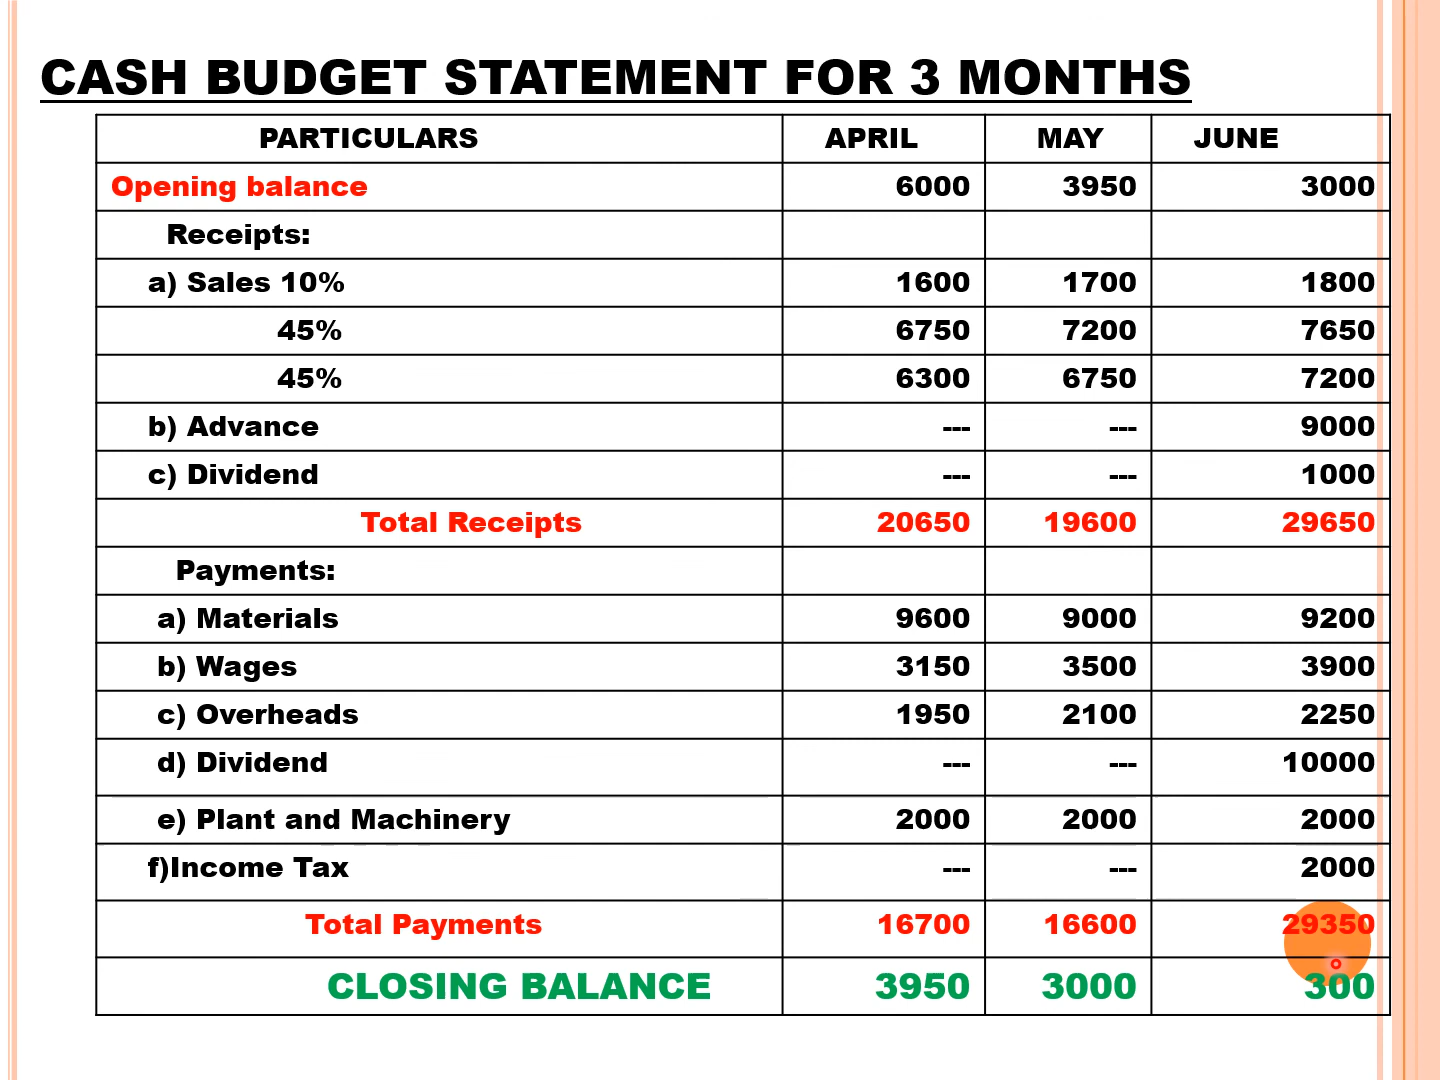 CASH BUDGET STATEMENT FOR 3 MONTHS
PARTICULARS APRIL MAY JUNE
Opening balance 6000 3950 3000
Receipts:
a) Sales 10% 1600 1700 1800
45% 6750 7200 7650
45% 6300 6750 7200
b) Advance --- --- 9000
c) Dividend --- --- 1000
Total Receipts 20650 19600 29650
Payments:
a) Materials 9600 9000 9200
b) Wages 3150 3500 3900
c) Overheads 1950 2100 2250
d) Dividend --- --- 10000
e) Plant and Machinery 2000 2000 2000
f)Income Tax --- --- 2000
Total Payments 16700 16600 29350
CLOSING BALANCE 3950 3000 300